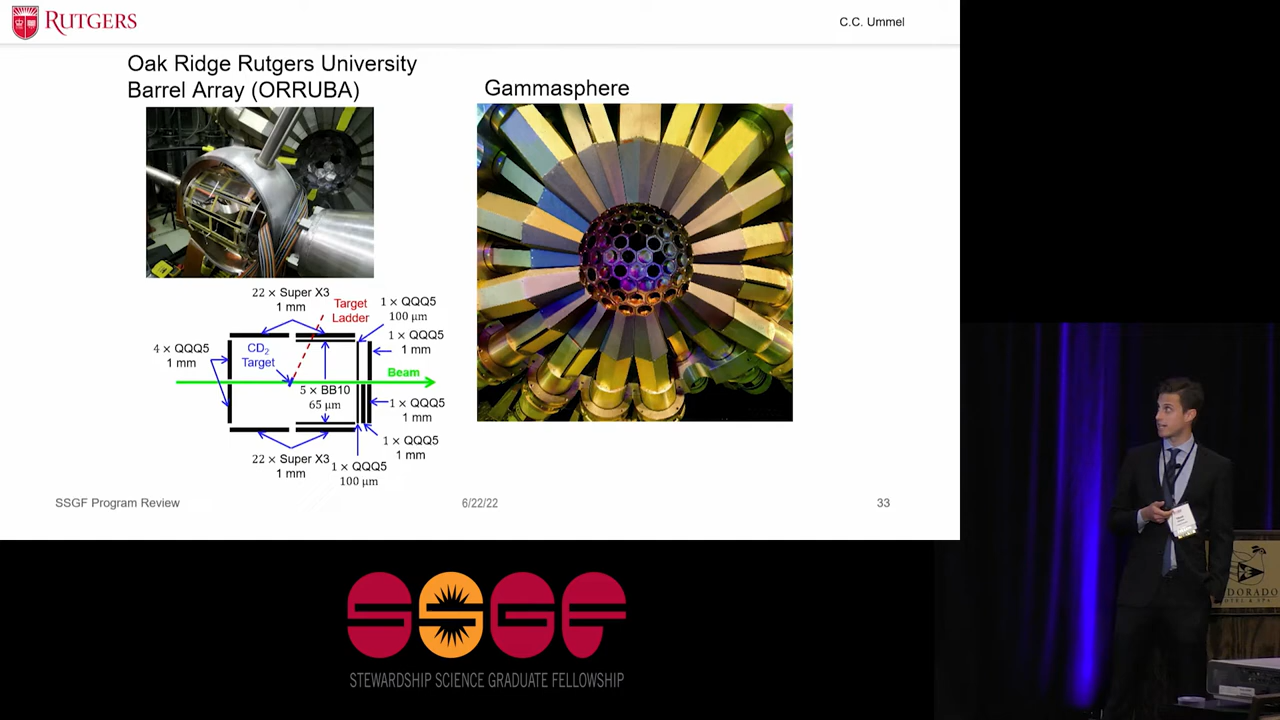 RUTGERS
C.C. Ummel
Oak Ridge Rutgers University
Barrel Array (ORRUBA)
Gammasphere
22 × Super X3
1 mm
Target
Ladder
1 × QQQ5
100 μm
4 × QQQ5
1 mm
CD₂
Target
1 × QQQ5
1 mm
Beam
5 × BB10
65 μm
1 × QQQ5
1 mm
1 × QQQ5
1 mm
22 × Super X3
1 mm
1 × QQQ5
100 μm
SSGF Program Review
6/22/22
33
SSGF
STEWARDSHIP SCIENCE GRADUATE FELLOWSHIP
DORADO
HOTEL & SPA